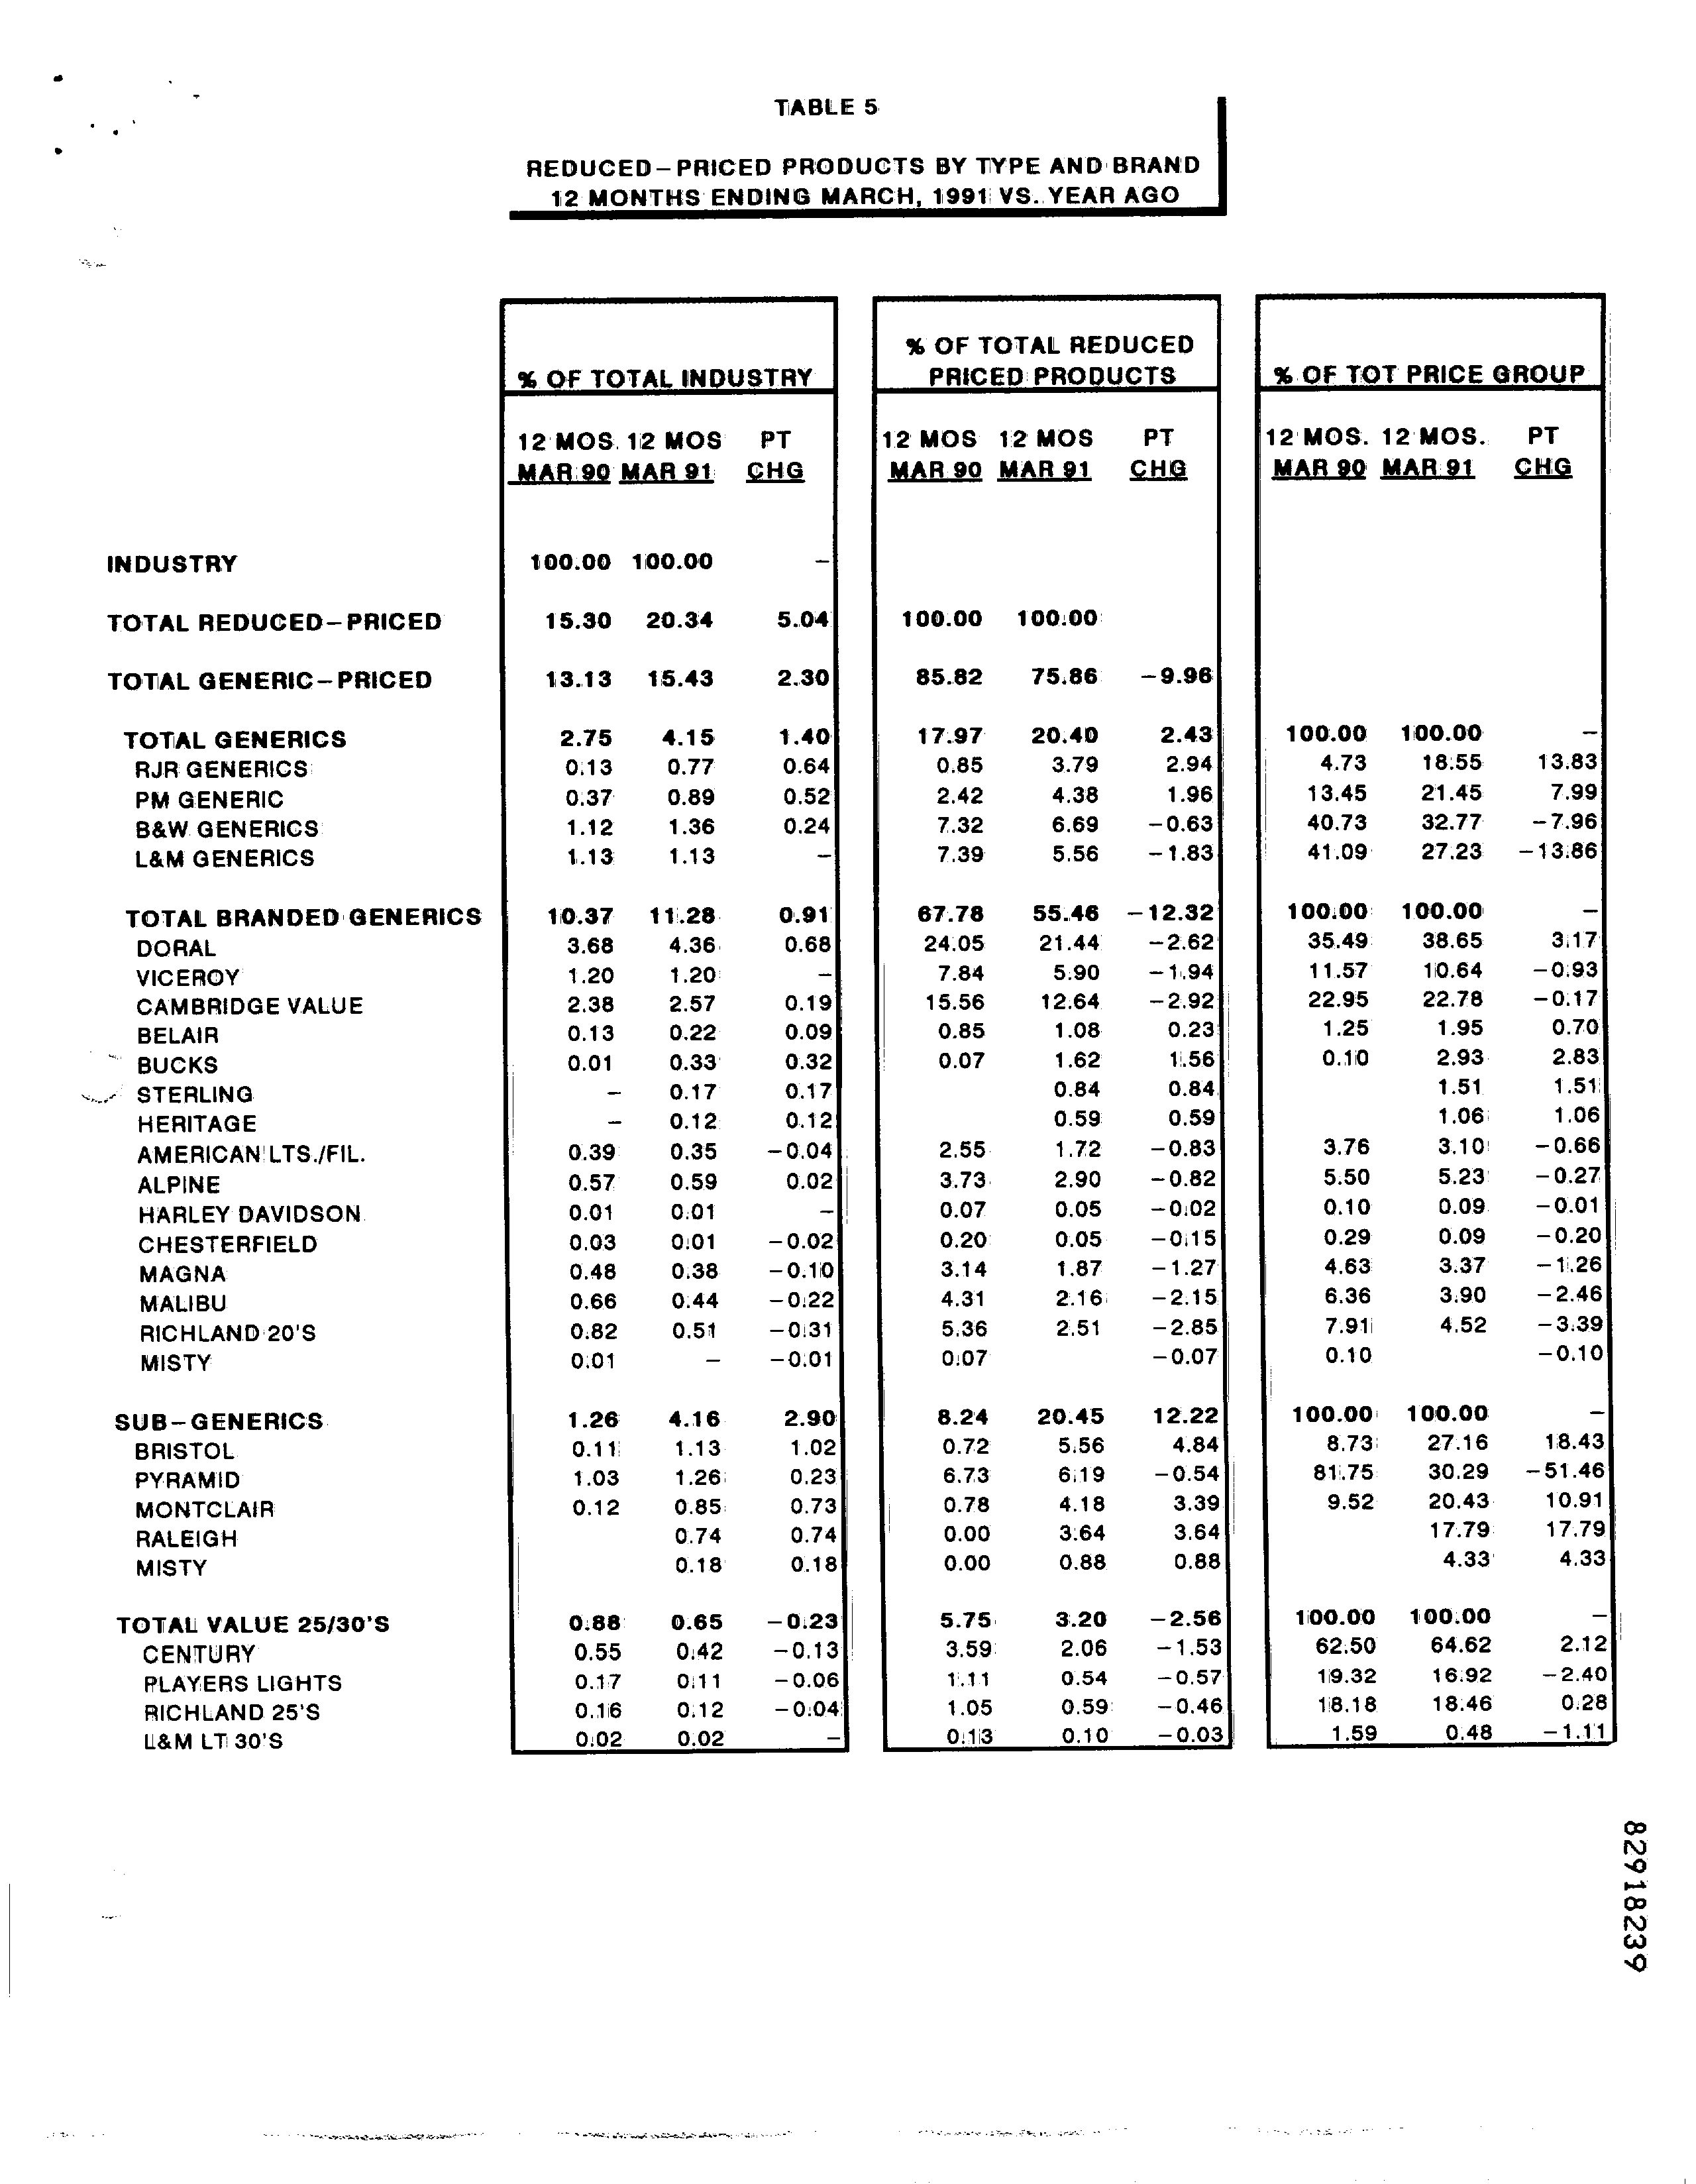 TABLE 5
REDUCED-PRICED PRODUCTS BY TYPE AND BRAND
12 MONTHS ENDING MARCH, 1991 VS. YEAR AGO
% OF TOTAL INDUSTRY % OF TOTAL REDUCED PRICED PRODUCTS % OF TOT PRICE GROUP
12 MOS. 12 MOS PT 12 MOS 12 MOS PT 12 MOS. 12 MOS. PT
MAR 90 MAR 91 CHG MAR 90 MAR 91 CHG MAR 90 MAR 91 CHG
INDUSTRY 100.00 100.00 –
TOTAL REDUCED-PRICED 15.30 20.34 5.04 100.00 100.00
TOTAL GENERIC-PRICED 13.13 15.43 2.30 85.82 75.86 -9.96
TOTAL GENERICS 2.75 4.15 1.40 17.97 20.40 2.43 100.00 100.00 –
RJR GENERICS 0.13 0.77 0.64 0.85 3.79 2.94 4.73 18.55 13.83
PM GENERIC 0.37 0.89 0.52 2.42 4.38 1.96 13.45 21.45 7.99
B&W GENERICS 1.12 1.36 0.24 7.32 6.69 -0.63 40.73 32.77 -7.96
L&M GENERICS 1.13 1.13 – 7.39 5.56 -1.83 41.09 27.23 -13.86
TOTAL BRANDED GENERICS 10.37 11.28 0.91 67.78 55.46 -12.32 100.00 100.00 –
DORAL 3.68 4.36 0.68 24.05 21.44 -2.62 35.49 38.65 3.17
VICEROY 1.20 1.20 – 7.84 5.90 -1.94 11.57 10.64 -0.93
CAMBRIDGE VALUE 2.38 2.57 0.19 15.56 12.64 -2.92 22.95 22.78 -0.17
BELAIR 0.13 0.22 0.09 0.85 1.08 0.23 1.25 1.95 0.70
BUCKS 0.01 0.33 0.32 0.07 1.62 1.56 0.10 2.93 2.83
STERLING – 0.17 0.17 0.84 0.84 1.51 1.51
HERITAGE – 0.12 0.12 0.59 0.59 1.06 1.06
AMERICAN LTS./FIL. 0.39 0.35 -0.04 2.55 1.72 -0.83 3.76 3.10 -0.66
ALPINE 0.57 0.59 0.02 3.73 2.90 -0.82 5.50 5.23 -0.27
HARLEY DAVIDSON 0.01 0.01 – 0.07 0.05 -0.02 0.10 0.09 -0.01
CHESTERFIELD 0.03 0.01 -0.02 0.20 0.05 -0.15 0.29 0.09 -0.20
MAGNA 0.48 0.38 -0.10 3.14 1.87 -1.27 4.63 3.37 -1.26
MALIBU 0.66 0.44 -0.22 4.31 2.16 -2.15 6.36 3.90 -2.46
RICHLAND 20'S 0.82 0.51 -0.31 5.36 2.51 -2.85 7.91 4.52 -3.39
MISTY 0.01 – -0.01 0.07 -0.07 0.10 -0.10
SUB-GENERICS 1.26 4.16 2.90 8.24 20.45 12.22 100.00 100.00 –
BRISTOL 0.11 1.13 1.02 0.72 5.56 4.84 8.73 27.16 18.43
PYRAMID 1.03 1.26 0.23 6.73 6.19 -0.54 81.75 30.29 -51.46
MONTCLAIR 0.12 0.85 0.73 0.78 4.18 3.39 9.52 20.43 10.91
RALEIGH 0.74 0.74 0.00 3.64 3.64 17.79 17.79
MISTY 0.18 0.18 0.00 0.88 0.88 4.33 4.33
TOTAL VALUE 25/30'S 0.88 0.65 -0.23 5.75 3.20 -2.56 100.00 100.00 –
CENTURY 0.55 0.42 -0.13 3.59 2.06 -1.53 62.50 64.62 2.12
PLAYERS LIGHTS 0.17 0.11 -0.06 1.11 0.54 -0.57 19.32 16.92 -2.40
RICHLAND 25'S 0.16 0.12 -0.04 1.05 0.59 -0.46 18.18 18.46 0.28
L&M LT 30'S 0.02 0.02 – 0.13 0.10 -0.03 1.59 0.48 -1.11
82918239